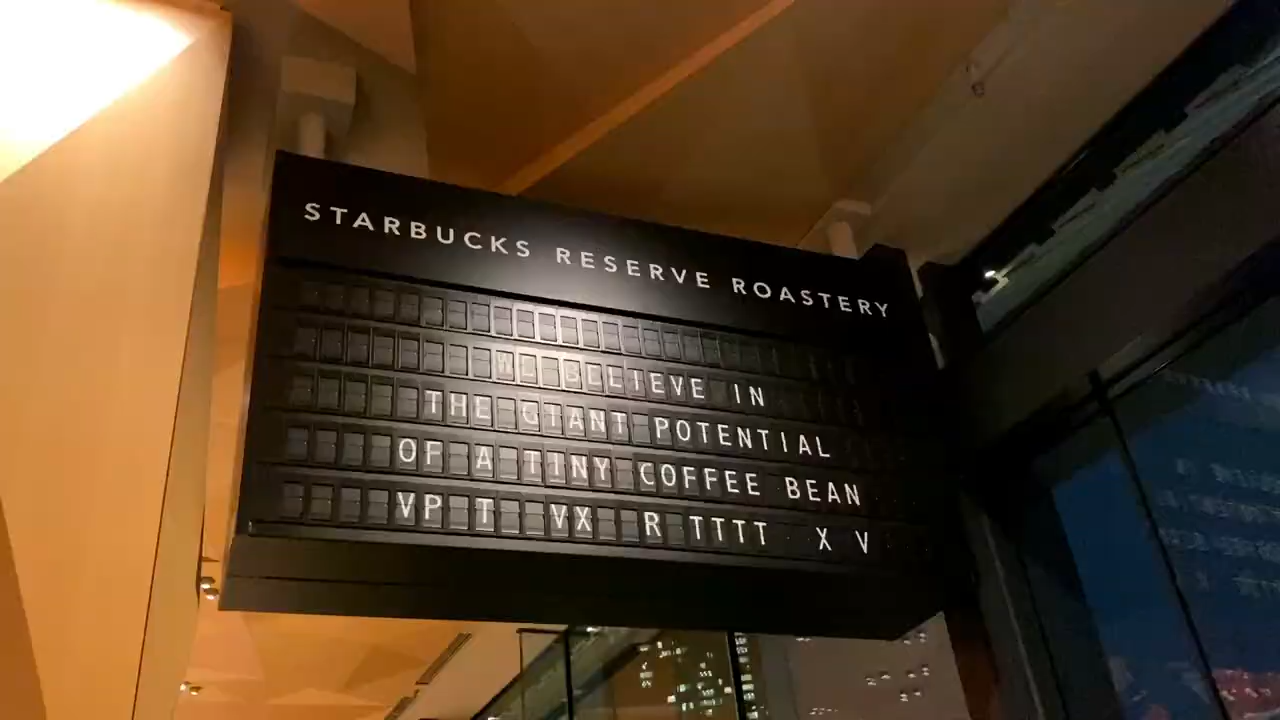 STARBUCKS RESERVE ROASTERY
WE BELIEVE IN
THE GIANT POTENTIAL
OF A TINY COFFEE BEAN
VP T VX R TTTT X V